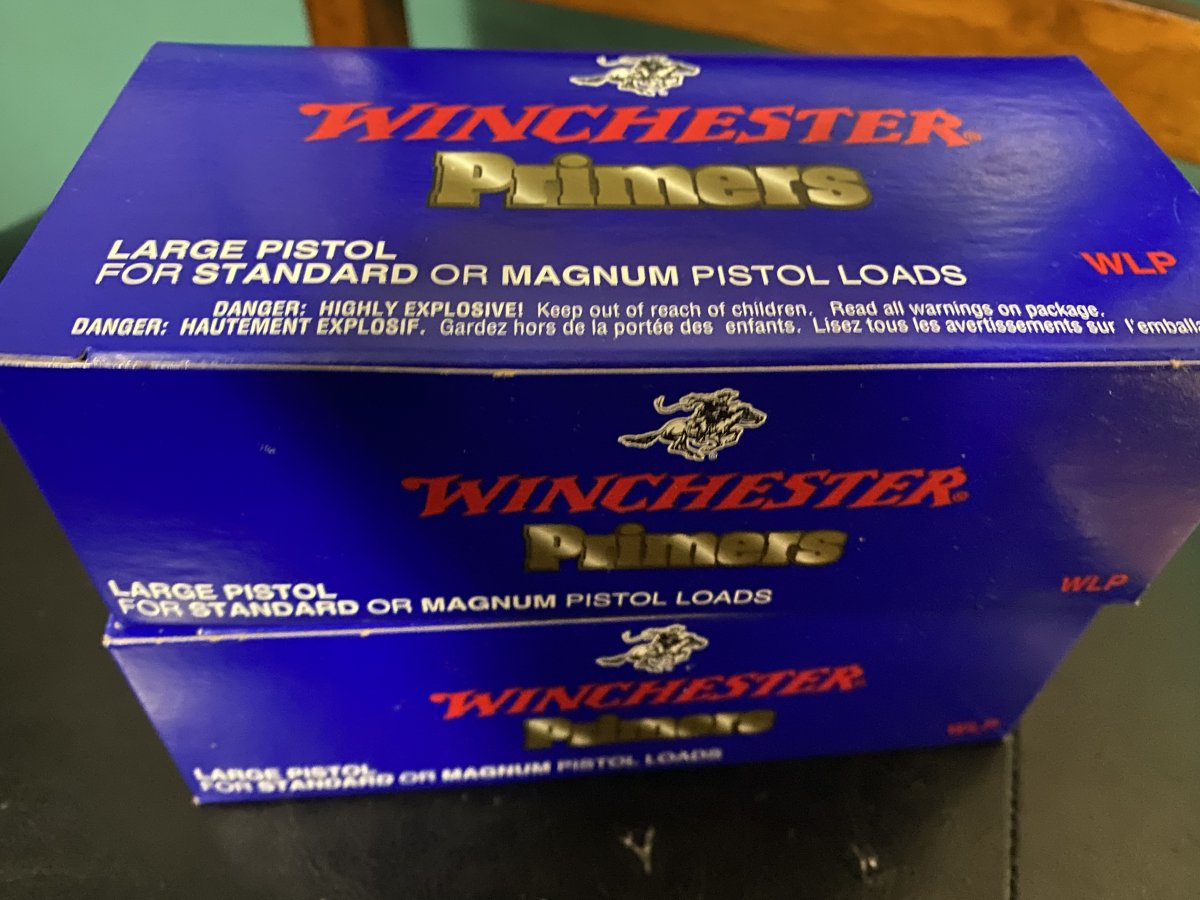 WINCHESTER®
Primers
LARGE PISTOL
FOR STANDARD OR MAGNUM PISTOL LOADS
WLP
DANGER: HIGHLY EXPLOSIVE! Keep out of reach of children. Read all warnings on package.
DANGER: HAUTEMENT EXPLOSIF. Gardez hors de la portée des enfants. Lisez tous les avertissements sur l'emballa
WINCHESTER®
Primers
LARGE PISTOL
FOR STANDARD OR MAGNUM PISTOL LOADS
WLP
WINCHESTER®
Primers
LARGE PISTOL
FOR STANDARD OR MAGNUM PISTOL LOADS
WLP